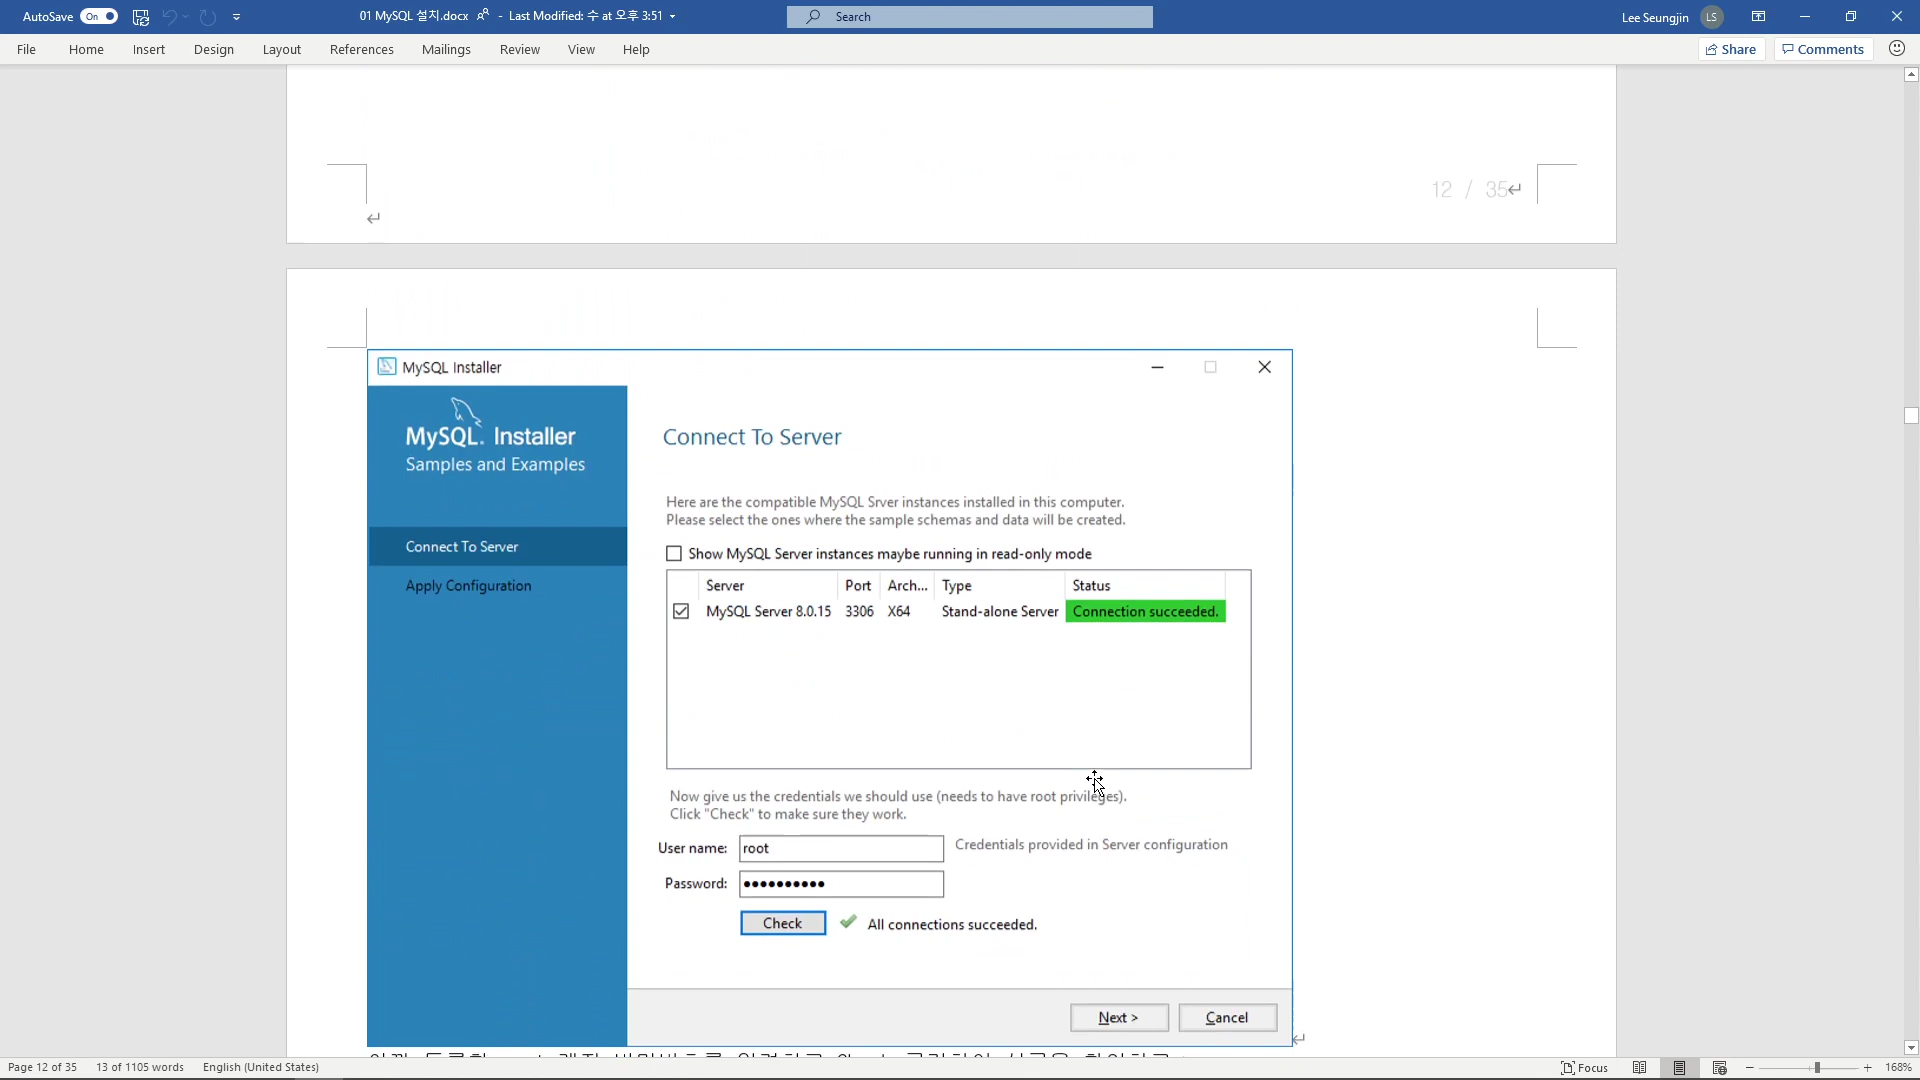 AutoSave On
01 MySQL 설치.docx - Last Modified: 수 at 오후 3:51
Search
Lee Seungjin LS
File Home Insert Design Layout References Mailings Review View Help
Share Comments
12 / 35
MySQL Installer
MySQL. Installer
Samples and Examples
Connect To Server
Apply Configuration
Connect To Server
Here are the compatible MySQL Srver instances installed in this computer.
Please select the ones where the sample schemas and data will be created.
Show MySQL Server instances maybe running in read-only mode
Server Port Arch... Type Status
MySQL Server 8.0.15 3306 X64 Stand-alone Server Connection succeeded.
Now give us the credentials we should use (needs to have root privileges).
Click "Check" to make sure they work.
User name: root Credentials provided in Server configuration
Password: ●●●●●●●●●●
Check All connections succeeded.
Next > Cancel
Page 12 of 35 13 of 1105 words English (United States)
Focus 168%